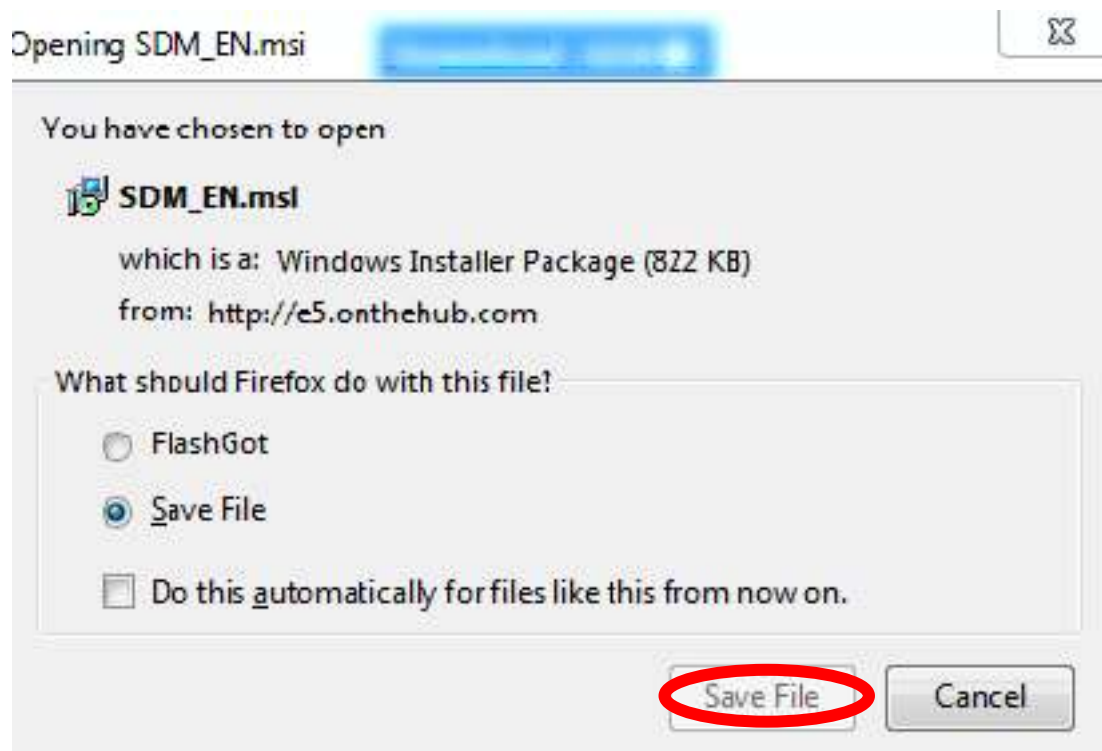 Opening SDM_EN.msi
You have chosen to open
SDM_EN.msi
which is a: Windows Installer Package (822 KB)
from: http://e5.onthehub.com
What should Firefox do with this file?
FlashGot
Save File
Do this automatically for files like this from now on.
Save File Cancel